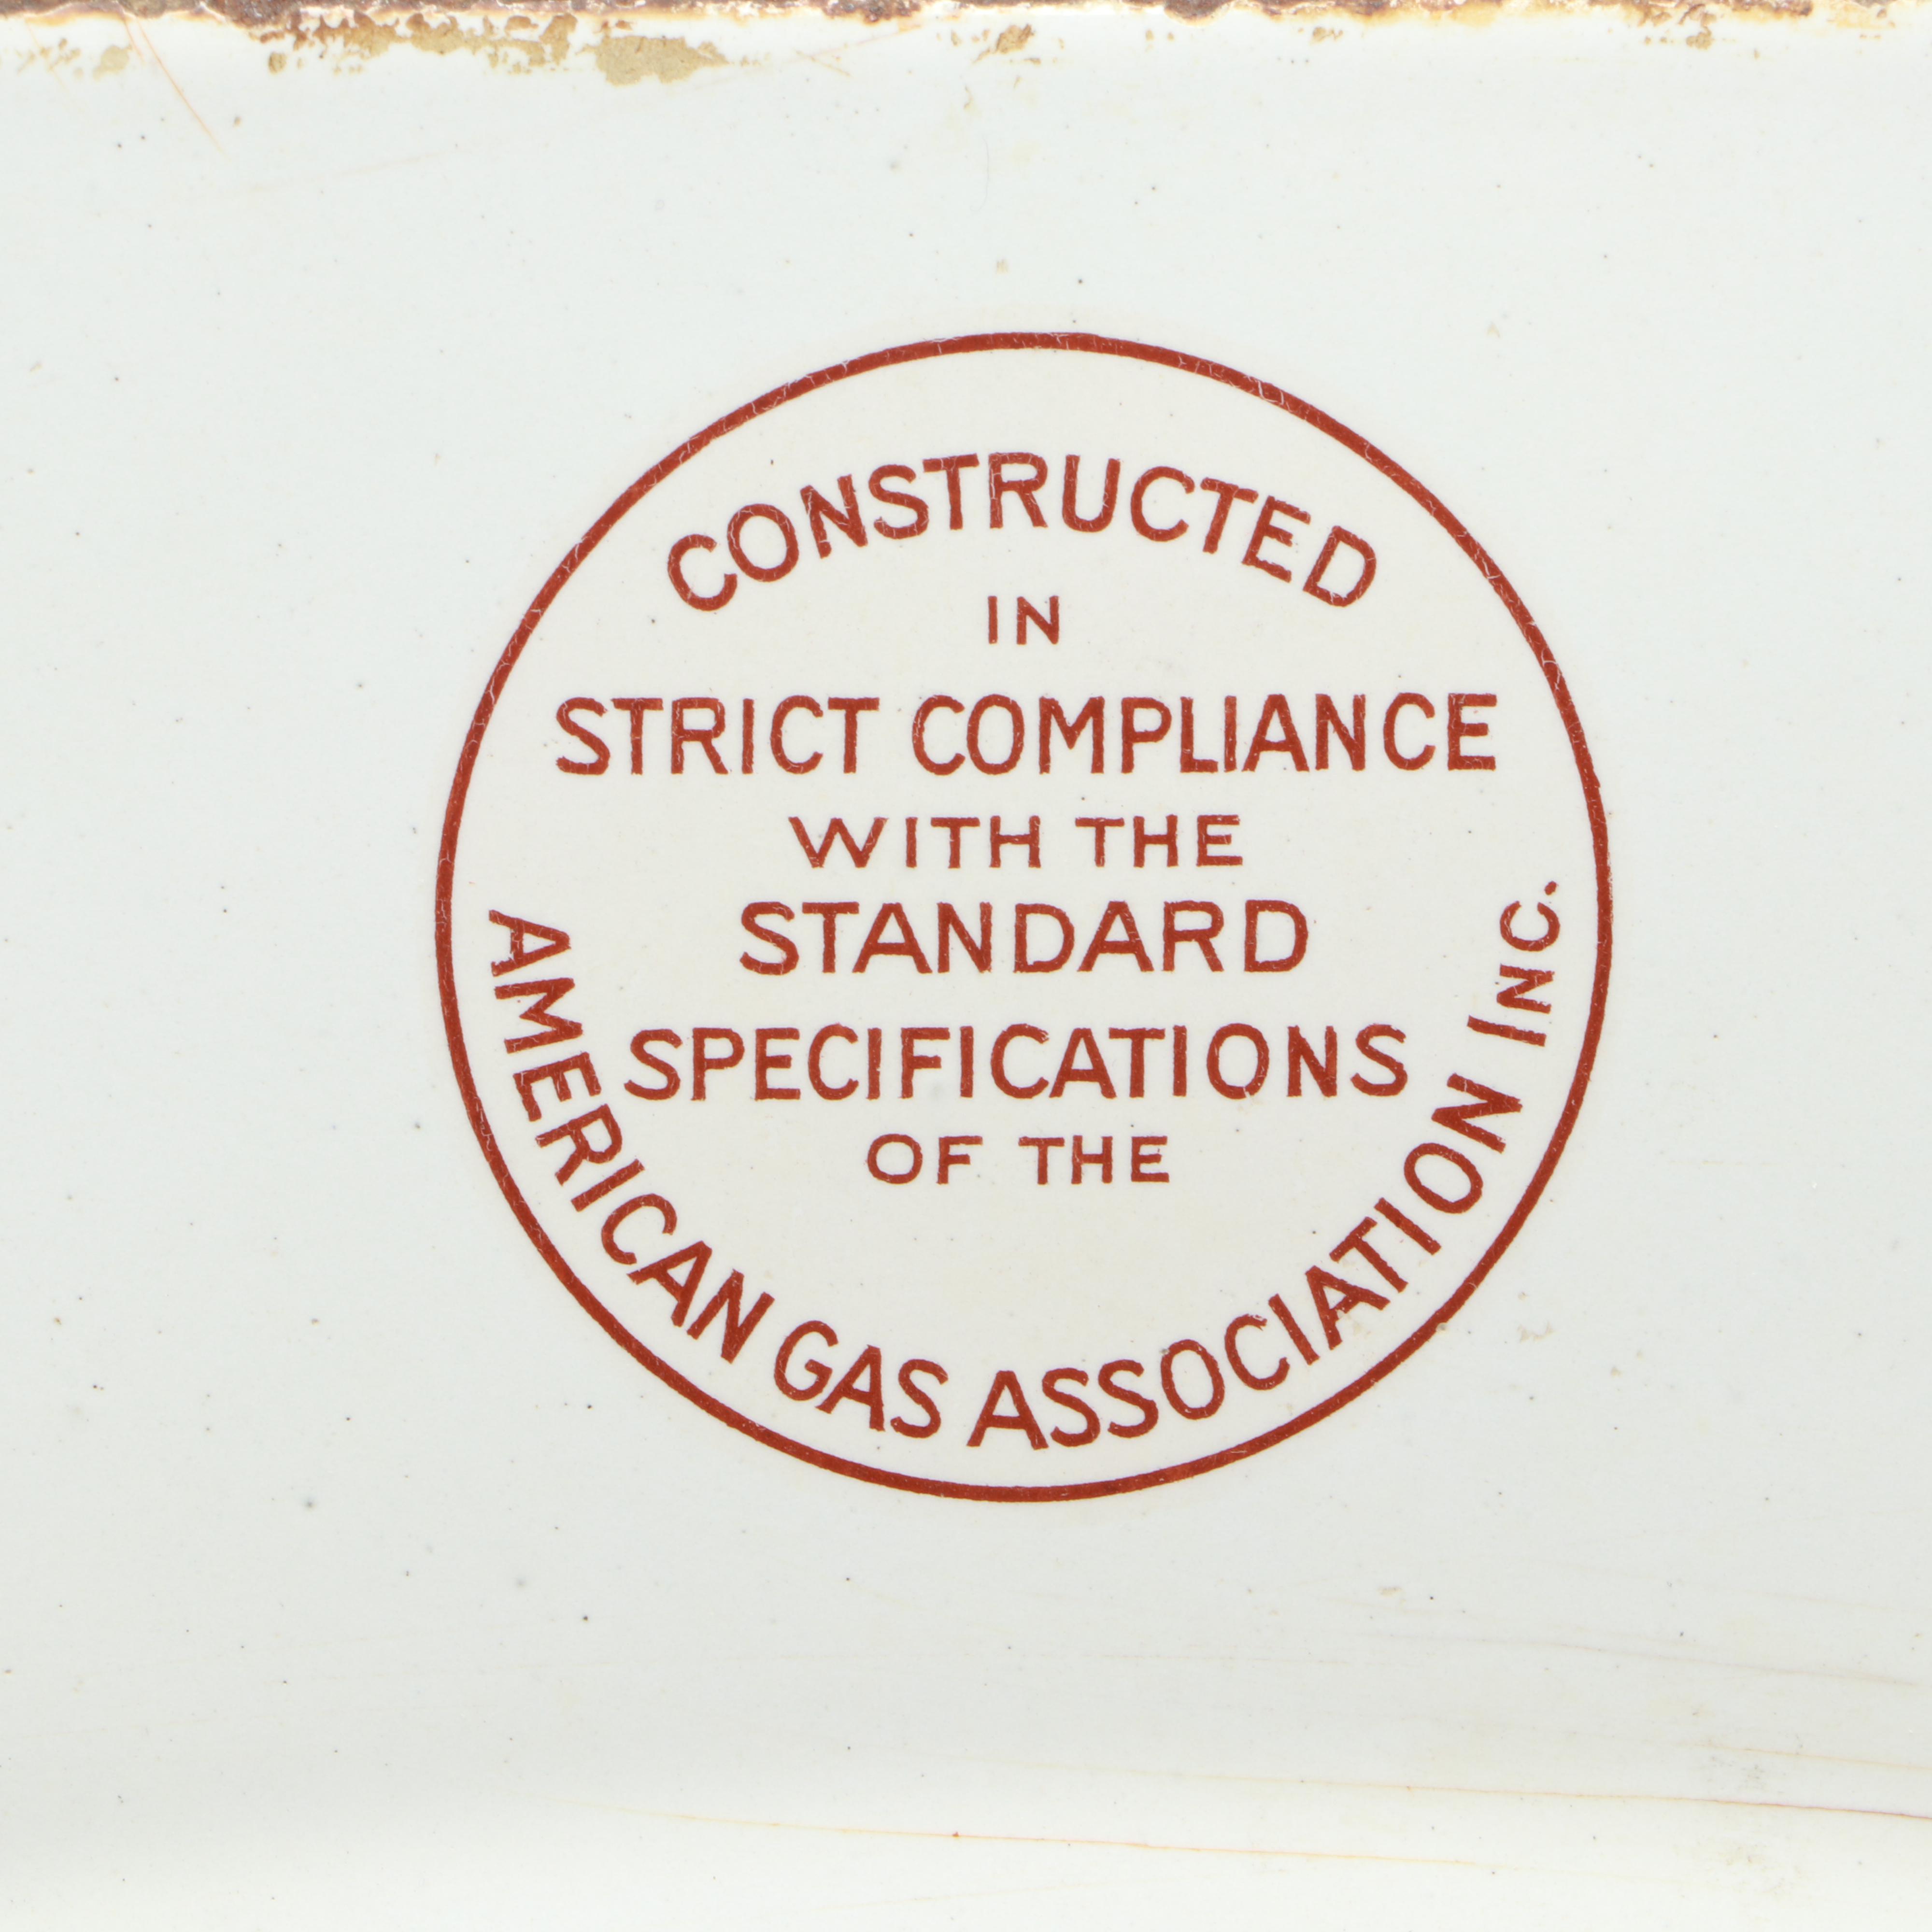 CONSTRUCTED
IN
STRICT COMPLIANCE
WITH THE
STANDARD
SPECIFICATIONS
OF THE
AMERICAN GAS ASSOCIATION INC.